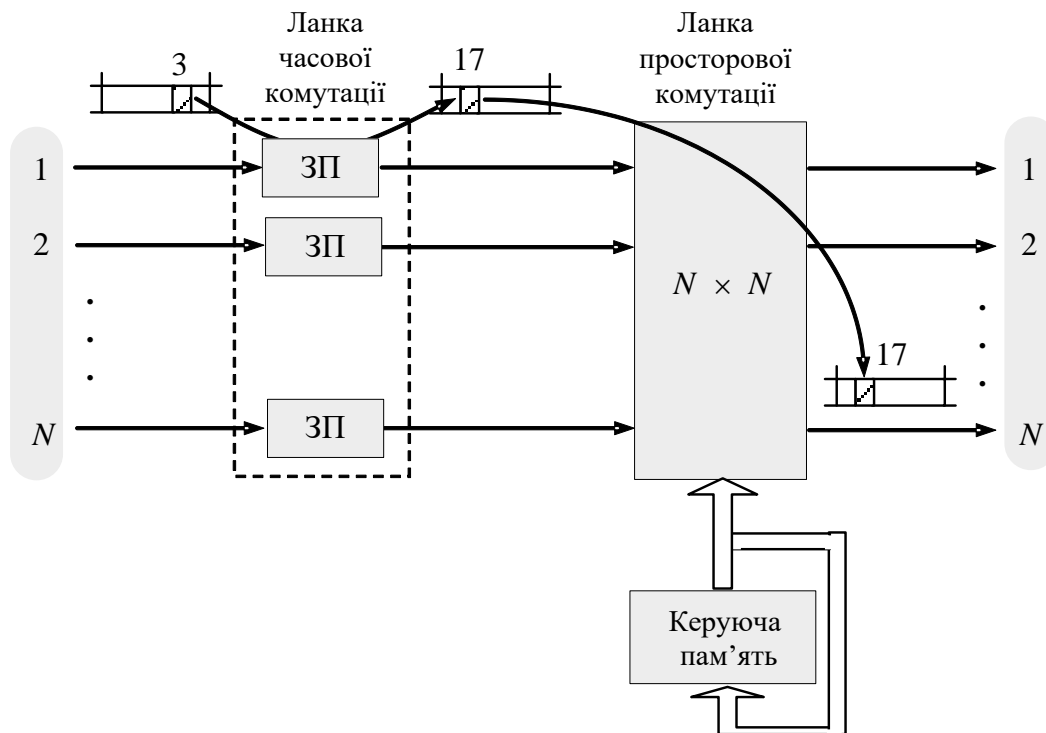 Ланка
часової
комутації
Ланка
просторової
комутації
3
17
1
ЗП
1
2
ЗП
2
N × N
17
N
ЗП
N
Керуюча
пам’ять